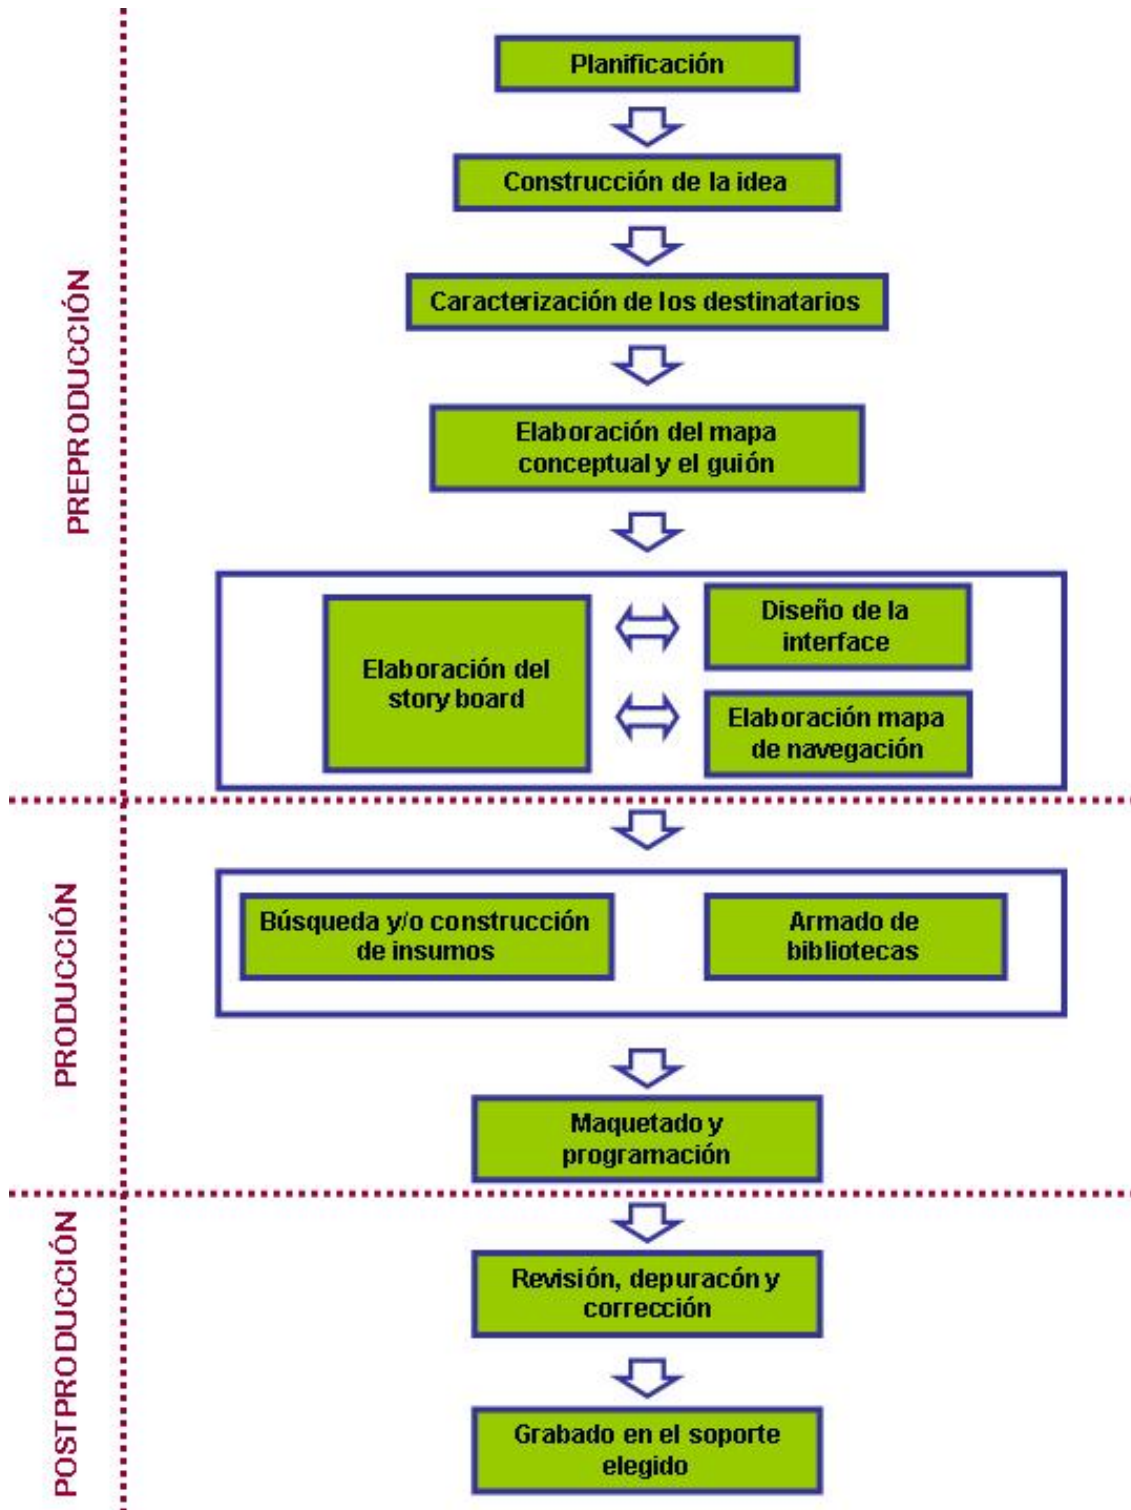 PREPRODUCCIÓN
Planificación
Construcción de la idea
Caracterización de los destinatarios
Elaboración del mapa
conceptual y el guión
Elaboración del
story board
Diseño de la
interface
Elaboración mapa
de navegación
PRODUCCIÓN
Búsqueda y/o construcción
de insumos
Armado de
bibliotecas
Maquetado y
programación
POSTPRODUCCIÓN
Revisión, depuracón y
corrección
Grabado en el soporte
elegido